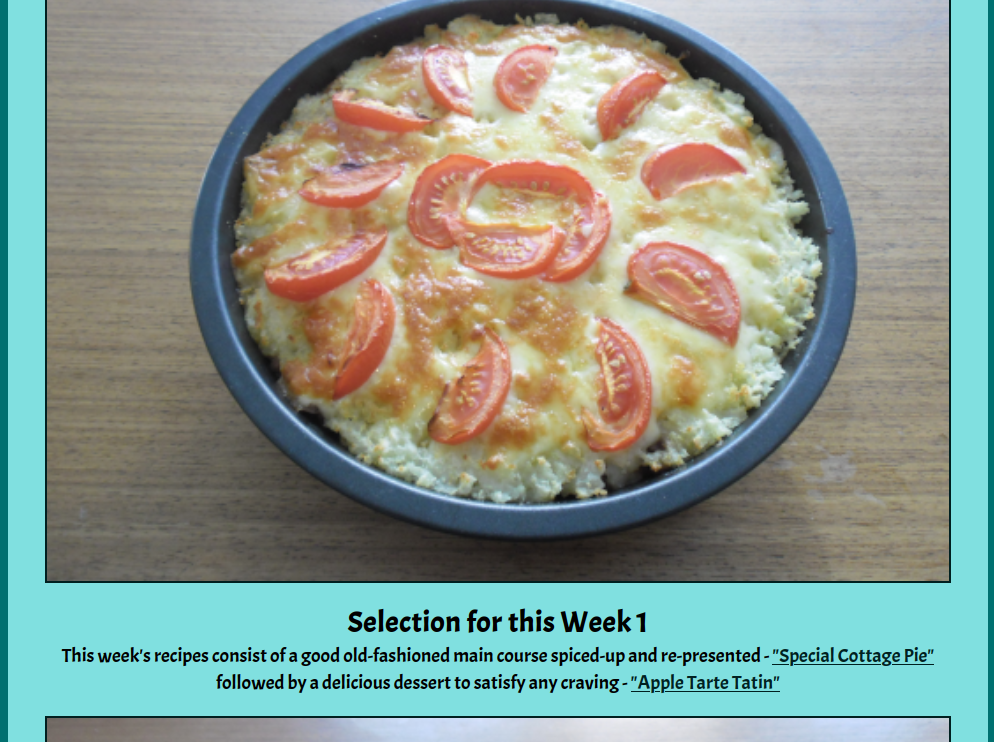 Selection for this Week 1
This week's recipes consist of a good old-fashioned main course spiced-up and re-presented - "Special Cottage Pie"
followed by a delicious dessert to satisfy any craving - "Apple Tarte Tatin"